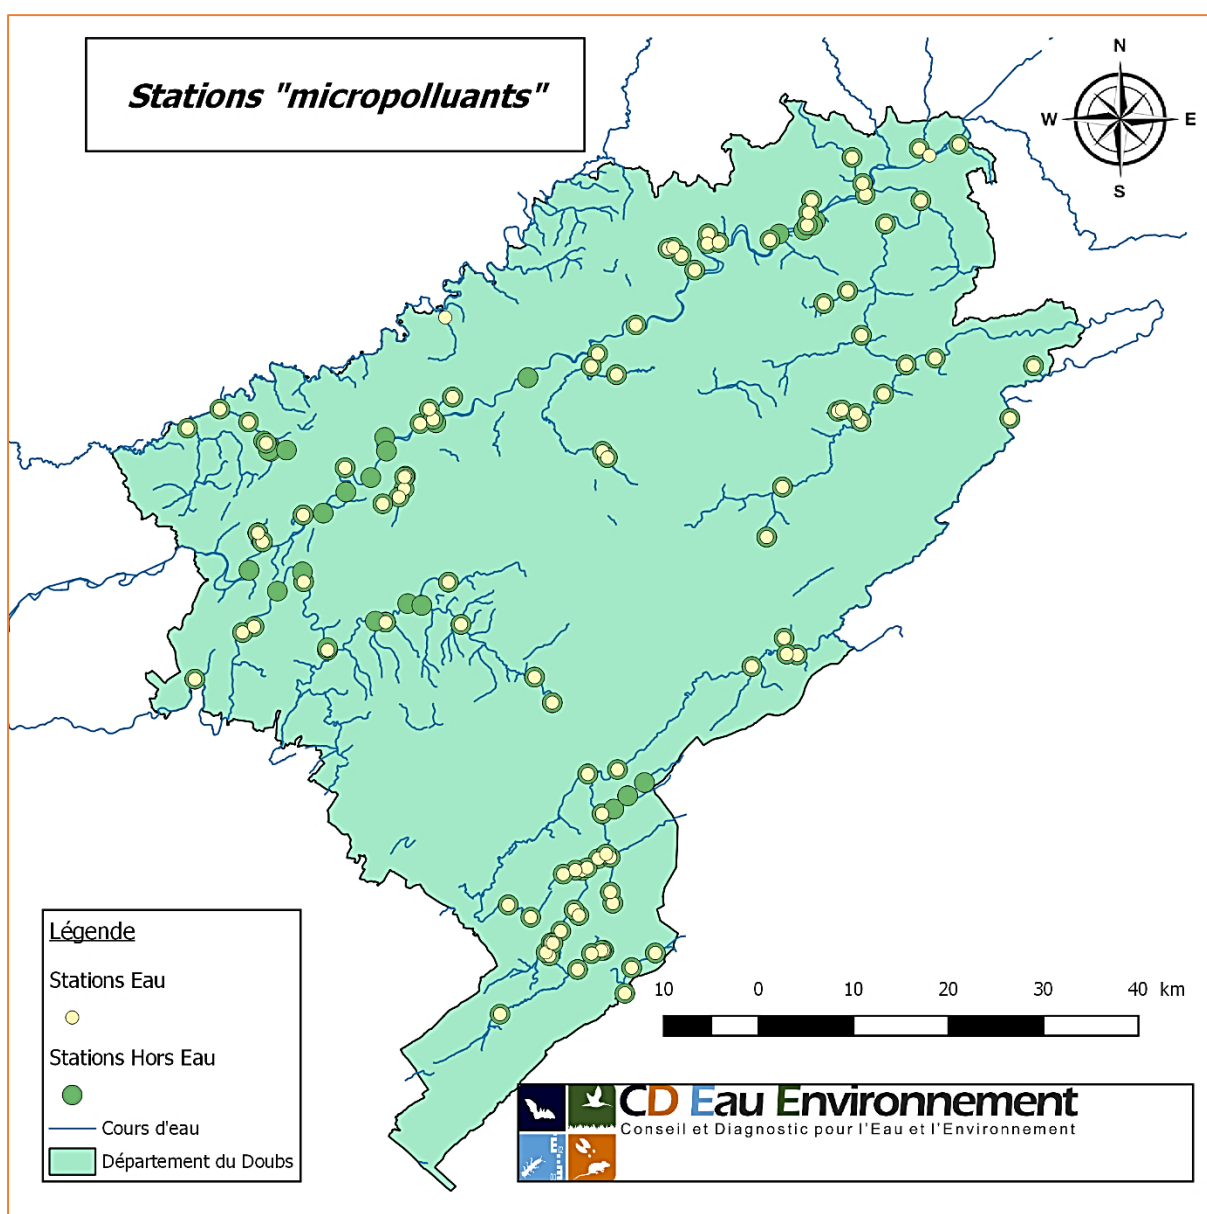 Stations "micropolluants"
N
W E
S
Légende
Stations Eau
Stations Hors Eau
Cours d'eau
Département du Doubs
10 0 10 20 30 40 km
CD Eau Environnement
Conseil et Diagnostic pour l'Eau et l'Environnement